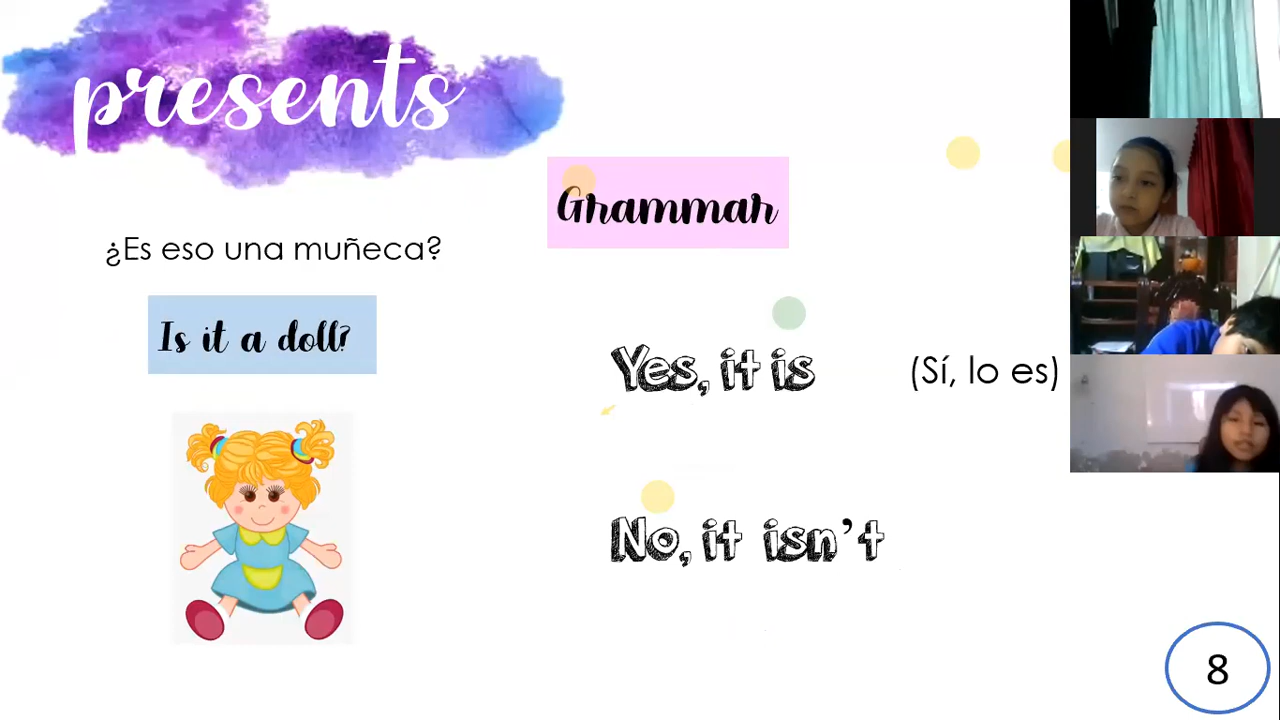 presents
Grammar
¿Es eso una muñeca?
Is it a doll?
Yes, it is
(Sí, lo es)
No, it isn't
8